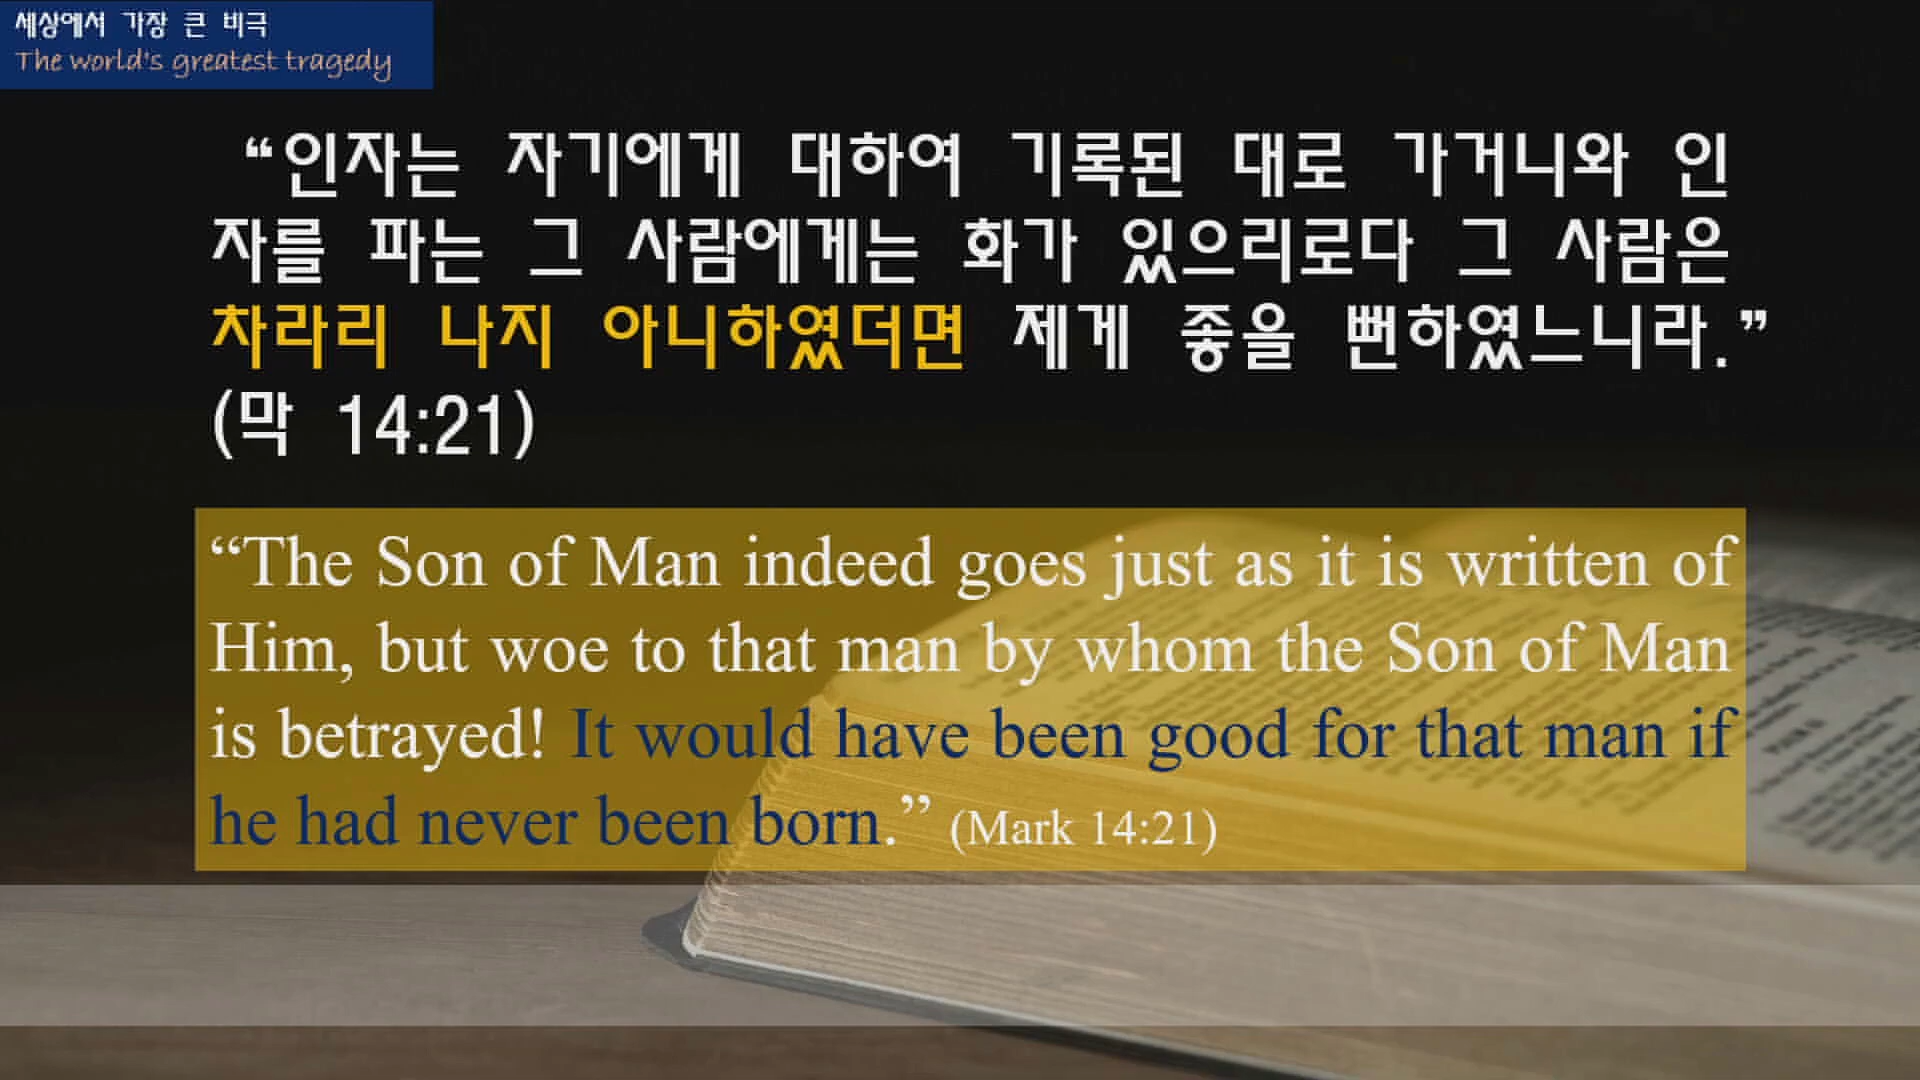 세상에서 가장 큰 비극
The world's greatest tragedy
“인자는 자기에게 대하여 기록된 대로 가거니와 인
자를 파는 그 사람에게는 화가 있으리로다 그 사람은
차라리 나지 아니하였더면 제게 좋을 뻔하였느니라.”
(막 14:21)
“The Son of Man indeed goes just as it is written of
Him, but woe to that man by whom the Son of Man
is betrayed! It would have been good for that man if
he had never been born.” (Mark 14:21)